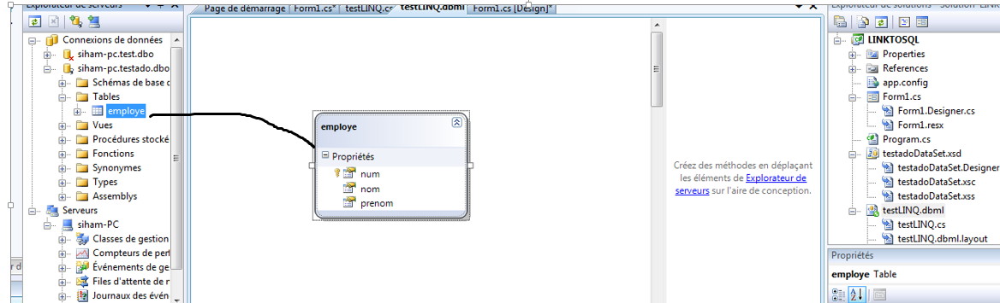 Explorateur de serveurs
Connexions de données
siham-pc.test.dbo
siham-pc.testado.dbo
Schémas de base d
Tables
employe
Vues
Procédures stocké
Fonctions
Synonymes
Types
Assemblys
Serveurs
siham-PC
Classes de gestion
Compteurs de perf
Événements de ge
Files d'attente de r
Journaux des évén
Page de démarrage
Form1.cs*
testLINQ.cs
testLINQ.dbml
Form1.cs [Design]*
employe
Propriétés
num
nom
prenom
Créez des méthodes en déplaçant
les éléments de Explorateur de
serveurs sur l'aire de conception.
Explorateur de solutions - Solution
LINKTOSQL
Properties
References
app.config
Form1.cs
Form1.Designer.cs
Form1.resx
Program.cs
testadoDataSet.xsd
testadoDataSet.Designer
testadoDataSet.xsc
testadoDataSet.xss
testLINQ.dbml
testLINQ.cs
testLINQ.dbml.layout
Propriétés
employe Table